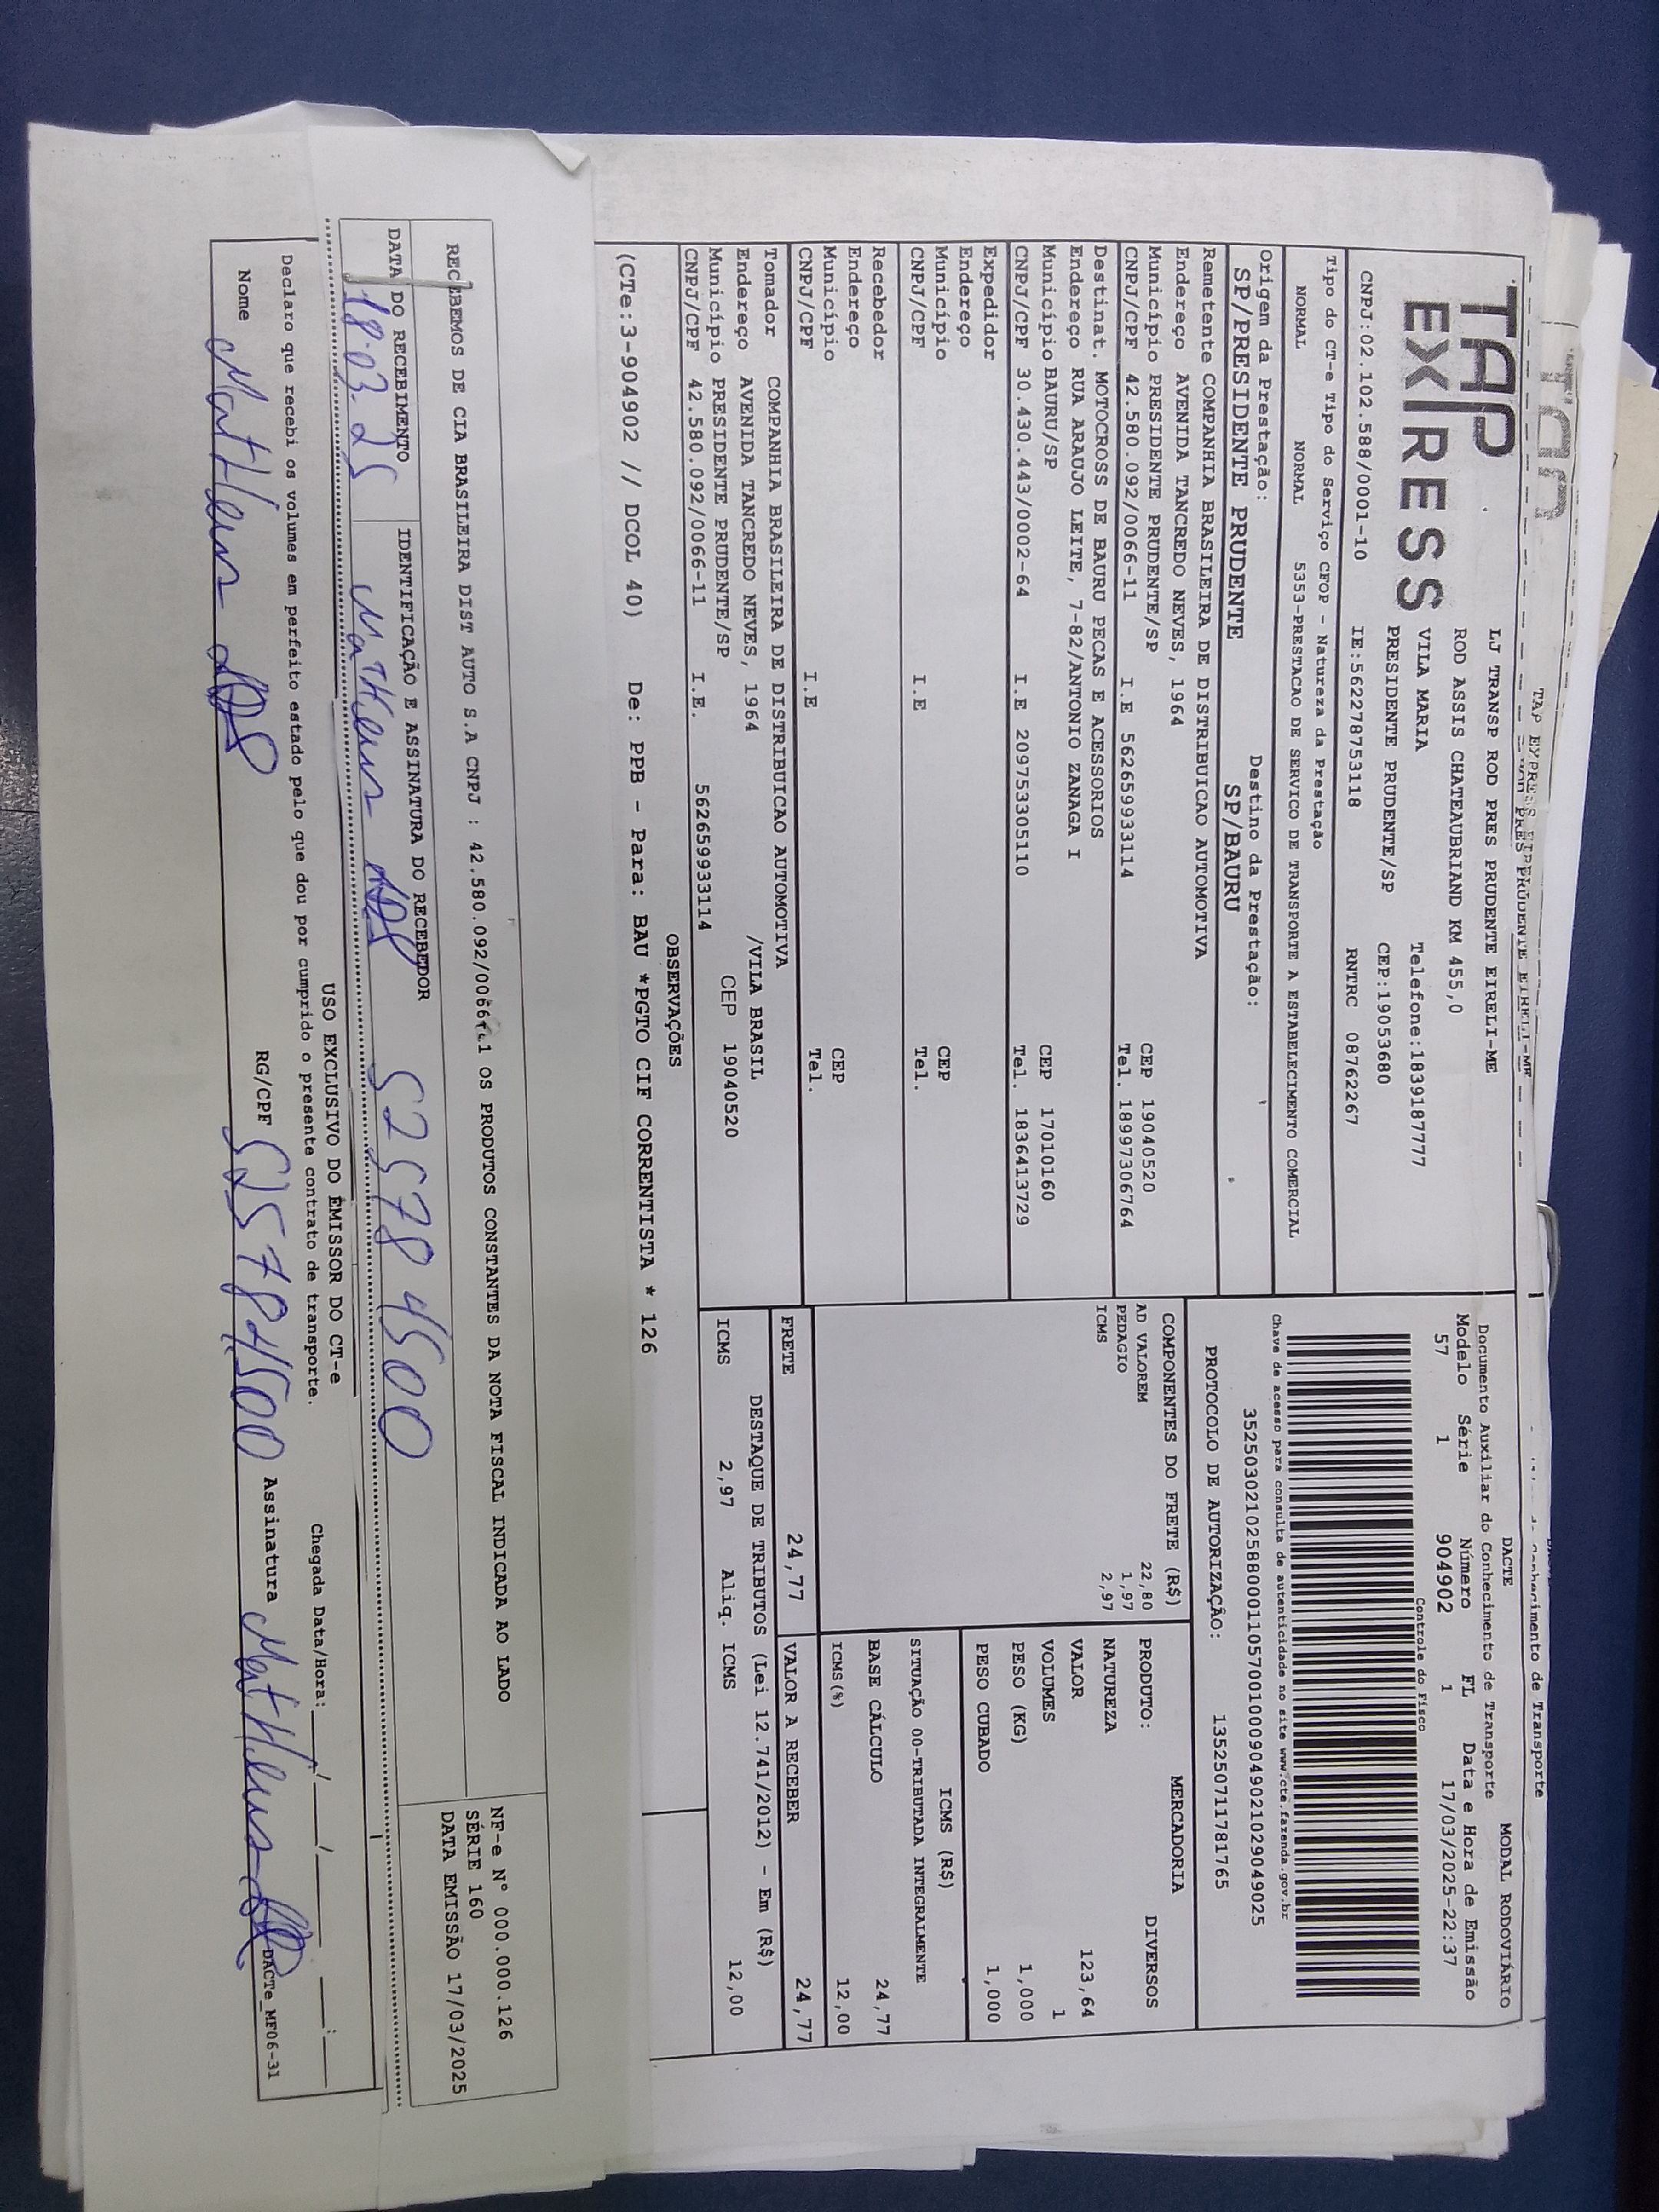 TAP EXPRESS
LJ TRANSP ROD PRES PRUDENTE EIRELI-ME
ROD ASSIS CHATEAUBRIAND KM 455,0
VILA MARIA Telefone:1839187777
PRESIDENTE PRUDENTE/SP CEP:19053680
CNPJ:02.102.588/0001-10 IE:562278753118 RNTRC 08762267
Tipo do CT-e Tipo do Serviço CFOP - Natureza da Prestação
NORMAL NORMAL 5353-PRESTACAO DE SERVICO DE TRANSPORTE A ESTABELECIMENTO COMERCIAL
Origem da Prestação: Destino da Prestação:
SP/PRESIDENTE PRUDENTE SP/BAURU
Remetente COMPANHIA BRASILEIRA DE DISTRIBUICAO AUTOMOTIVA
Endereço AVENIDA TANCREDO NEVES, 1964
Município PRESIDENTE PRUDENTE/SP CEP 19040520
CNPJ/CPF 42.580.092/0066-11 I.E 562659933114 Tel. 18997306764
Destinat. MOTOCROSS DE BAURU PECAS E ACESSORIOS
Endereço RUA ARAUJO LEITE, 7-82/ANTONIO ZANAGA I
Município BAURU/SP CEP 17010160
CNPJ/CPF 30.430.443/0002-64 I.E 209753305110 Tel. 1836413729
Expedidor
Endereço
Município CEP
CNPJ/CPF I.E Tel.
Recebedor
Endereço
Município CEP
CNPJ/CPF I.E Tel.
Tomador COMPANHIA BRASILEIRA DE DISTRIBUICAO AUTOMOTIVA
Endereço AVENIDA TANCREDO NEVES, 1964 /VILA BRASIL
Município PRESIDENTE PRUDENTE/SP CEP 19040520
CNPJ/CPF 42.580.092/0066-11 I.E. 562659933114
DACTE MODAL RODOVIÁRIO
Documento Auxiliar do Conhecimento de Transporte
Modelo Série Número FL Data e Hora de Emissão
57 1 904902 1 17/03/2025-22:37
Controle do Fisco
Chave de acesso para consulta de autenticidade no site www.cte.fazenda.gov.br
35250302102588000110570010009049021029049025
PROTOCOLO DE AUTORIZAÇÃO: 135250711781765
COMPONENTES DO FRETE (R$)
AD VALOREM 22,80
PEDAGIO 1,97
ICMS 2,97
MERCADORIA
PRODUTO: DIVERSOS
NATUREZA
VALOR 123,64
VOLUMES 1
PESO (KG) 1,000
PESO CUBADO 1,000
ICMS (R$)
SITUAÇÃO 00-TRIBUTADA INTEGRALMENTE
BASE CÁLCULO 24,77
ICMS(%) 12,00
FRETE 24,77 VALOR A RECEBER 24,77
DESTAQUE DE TRIBUTOS (Lei 12.741/2012) - Em (R$)
ICMS 2,97 Aliq. ICMS 12,00
OBSERVAÇÕES
(CTe:3-904902 // DCOL 40) De: PPB - Para: BAU *PGTO CIF CORRENTISTA * 126
RECEBEMOS DE CIA BRASILEIRA DIST AUTO S.A CNPJ : 42.580.092/0066 1 OS PRODUTOS CONSTANTES DA NOTA FISCAL INDICADA AO LADO
NF-e N° 000.000.126
SÉRIE 160
DATA EMISSÃO 17/03/2025
DATA DO RECEBIMENTO IDENTIFICAÇÃO E ASSINATURA DO RECEBEDOR
18.03.25 Matheus 525784500
USO EXCLUSIVO DO EMISSOR DO CT-e
Declaro que recebi os volumes em perfeito estado pelo que dou por cumprido o presente contrato de transporte. Chegada Data/Hora: / / :
Nome Matheus RG/CPF 525784500 Assinatura Matheus
DACTe_MF06-31